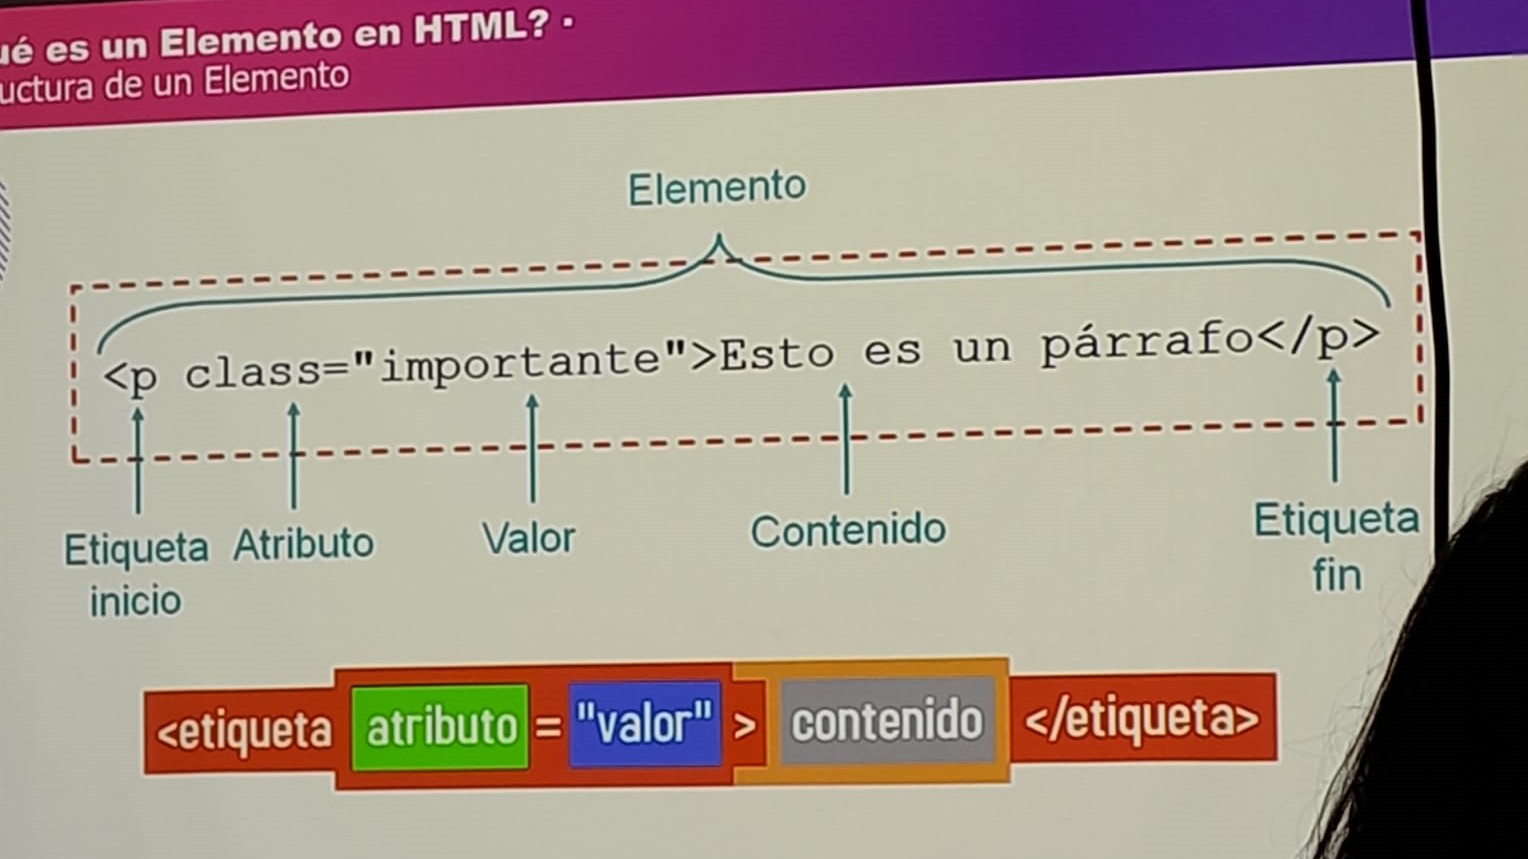 ué es un Elemento en HTML? ·
uctura de un Elemento
Elemento
<p class="importante">Esto es un párrafo</p>
Etiqueta inicio
Atributo
Valor
Contenido
Etiqueta fin
<etiqueta atributo = "valor" > contenido </etiqueta>